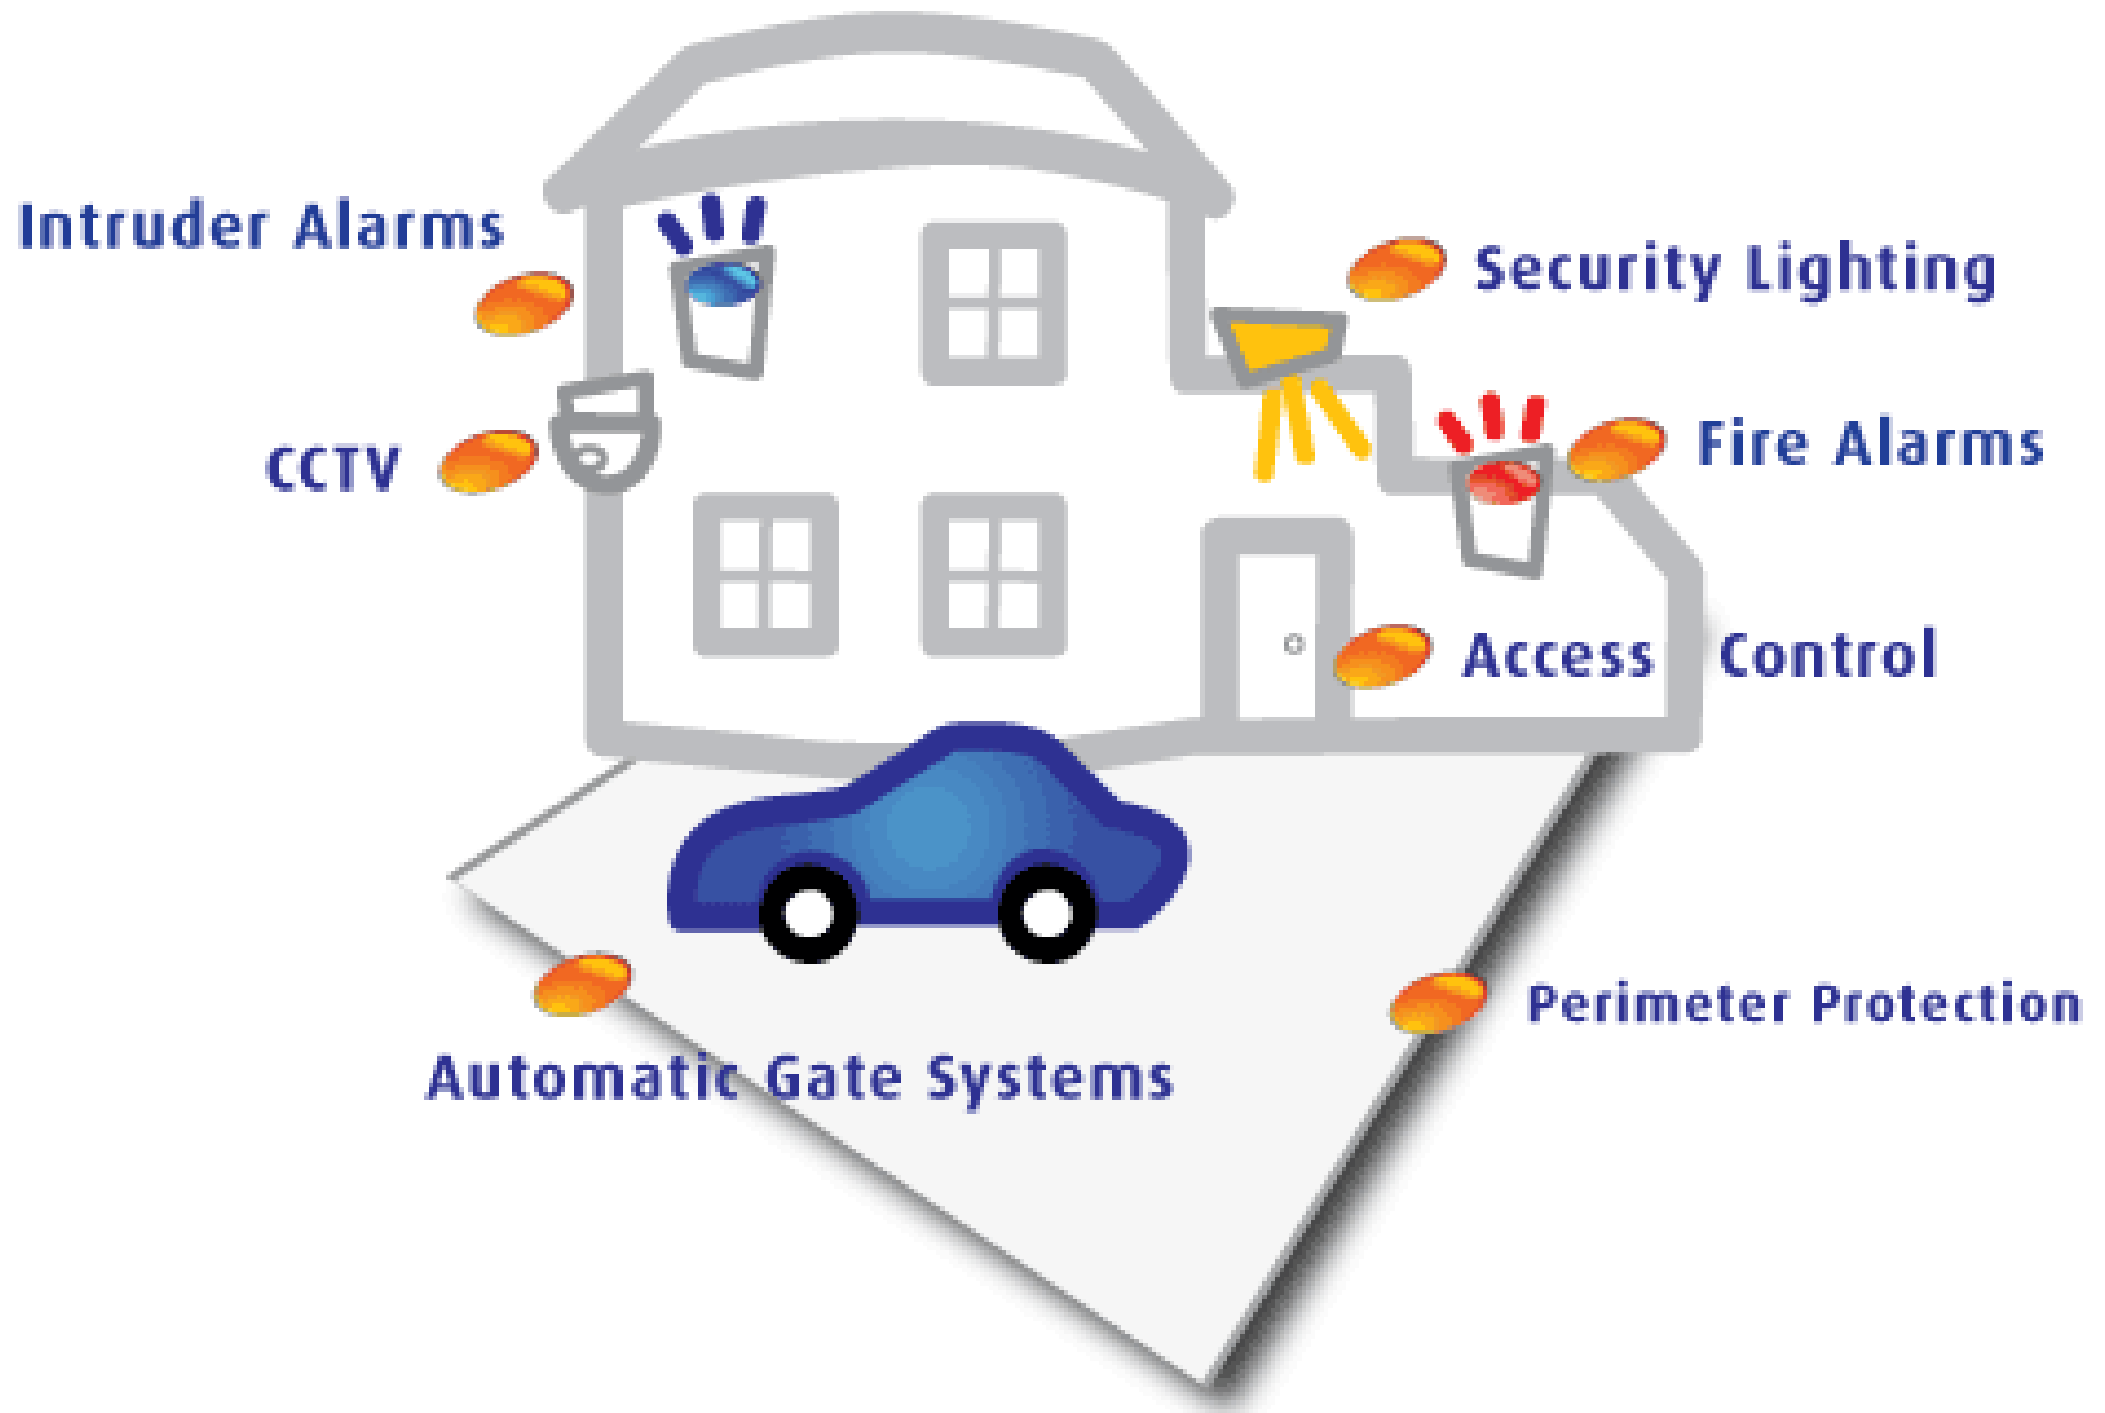 Intruder Alarms
Security Lighting
CCTV
Fire Alarms
Access Control
Perimeter Protection
Automatic Gate Systems